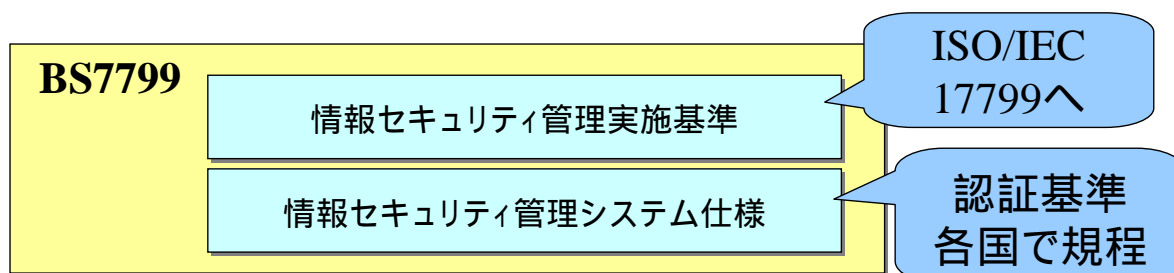 BS7799
情報セキュリティ管理実施基準
ISO/IEC
17799へ
情報セキュリティ管理システム仕様
認証基準
各国で規程